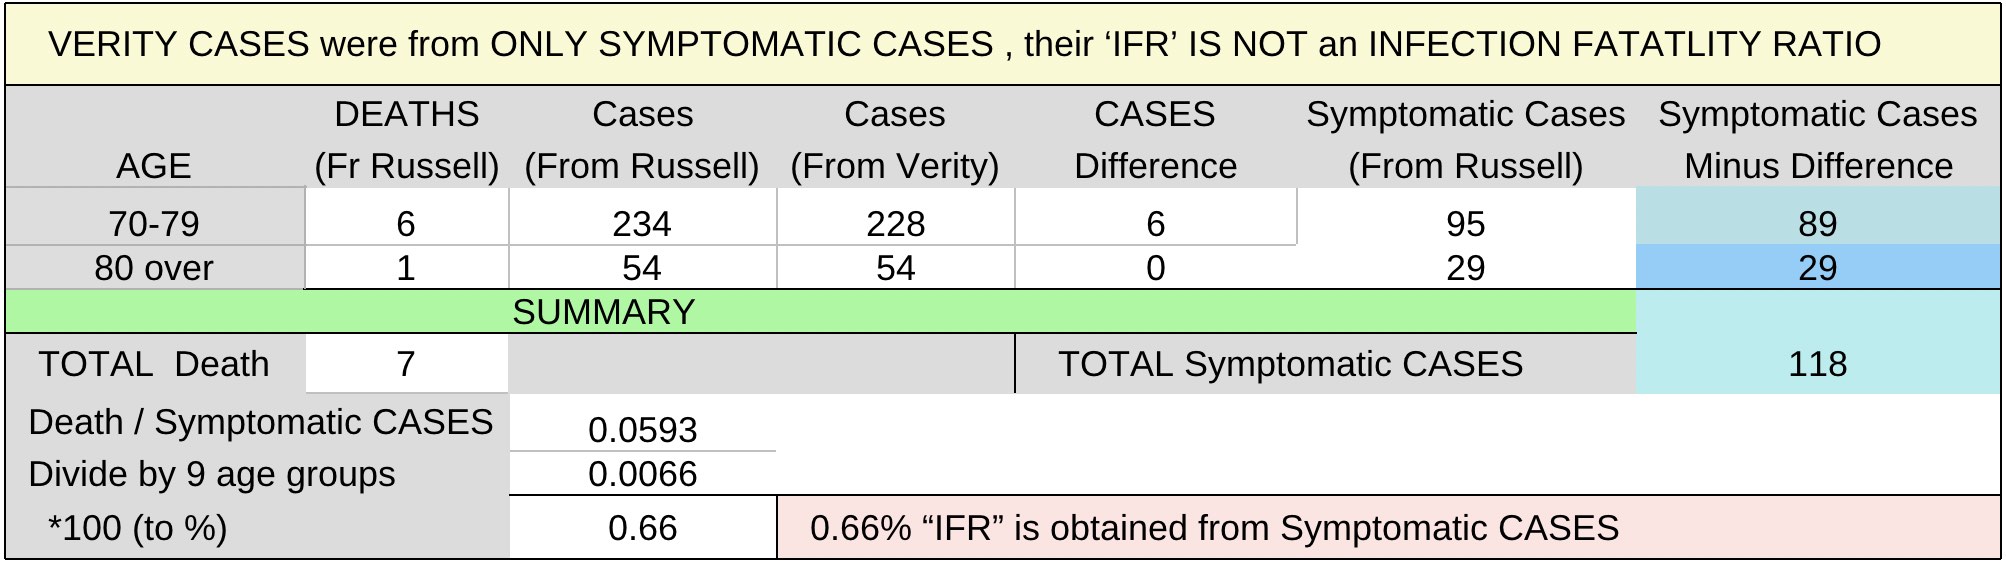 VERITY CASES were from ONLY SYMPTOMATIC CASES , their ‘IFR’ IS NOT an INFECTION FATATLITY RATIO
DEATHS Cases Cases CASES Symptomatic Cases Symptomatic Cases
AGE (Fr Russell) (From Russell) (From Verity) Difference (From Russell) Minus Difference
70-79 6 234 228 6 95 89
80 over 1 54 54 0 29 29
SUMMARY
TOTAL Death 7 TOTAL Symptomatic CASES 118
Death / Symptomatic CASES 0.0593
Divide by 9 age groups 0.0066
*100 (to %) 0.66 0.66% “IFR” is obtained from Symptomatic CASES